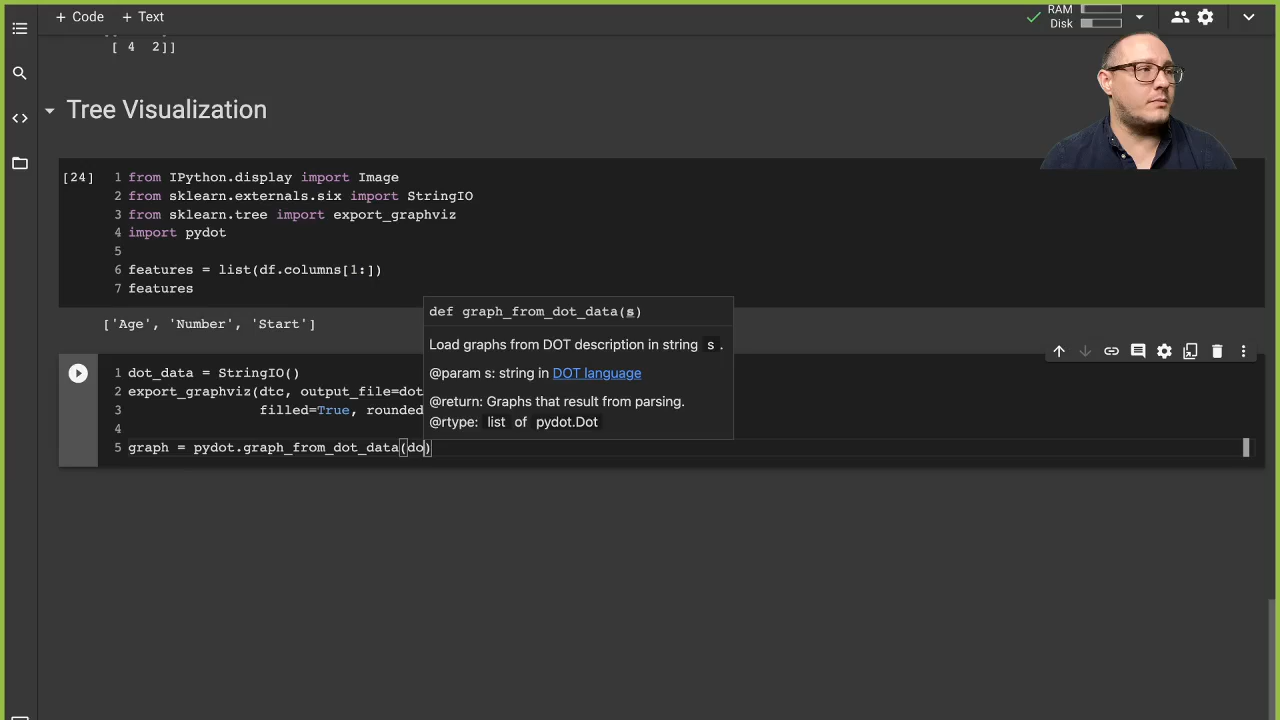 + Code + Text
RAM
Disk
[ 4 2]]
Tree Visualization
[24]
1 from IPython.display import Image
2 from sklearn.externals.six import StringIO
3 from sklearn.tree import export_graphviz
4 import pydot
5
6 features = list(df.columns[1:])
7 features
['Age', 'Number', 'Start']
def graph_from_dot_data(s)
Load graphs from DOT description in string s .
@param s: string in DOT language
@return: Graphs that result from parsing.
@rtype: list of pydot.Dot
1 dot_data = StringIO()
2 export_graphviz(dtc, output_file=dot
3 filled=True, rounded
4
5 graph = pydot.graph_from_dot_data(do)